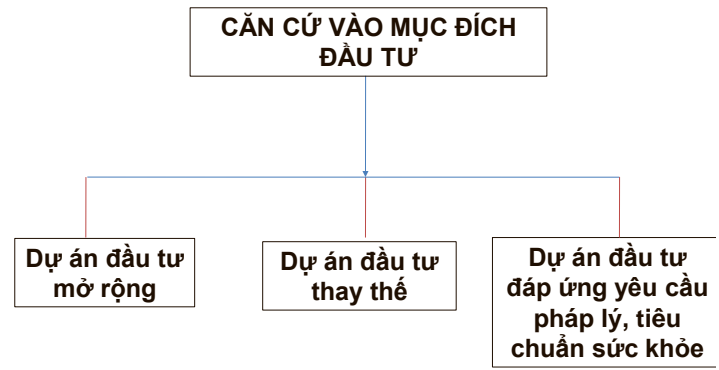 CĂN CỨ VÀO MỤC ĐÍCH
ĐẦU TƯ
Dự án đầu tư
mở rộng
Dự án đầu tư
thay thế
Dự án đầu tư
đáp ứng yêu cầu
pháp lý, tiêu
chuẩn sức khỏe